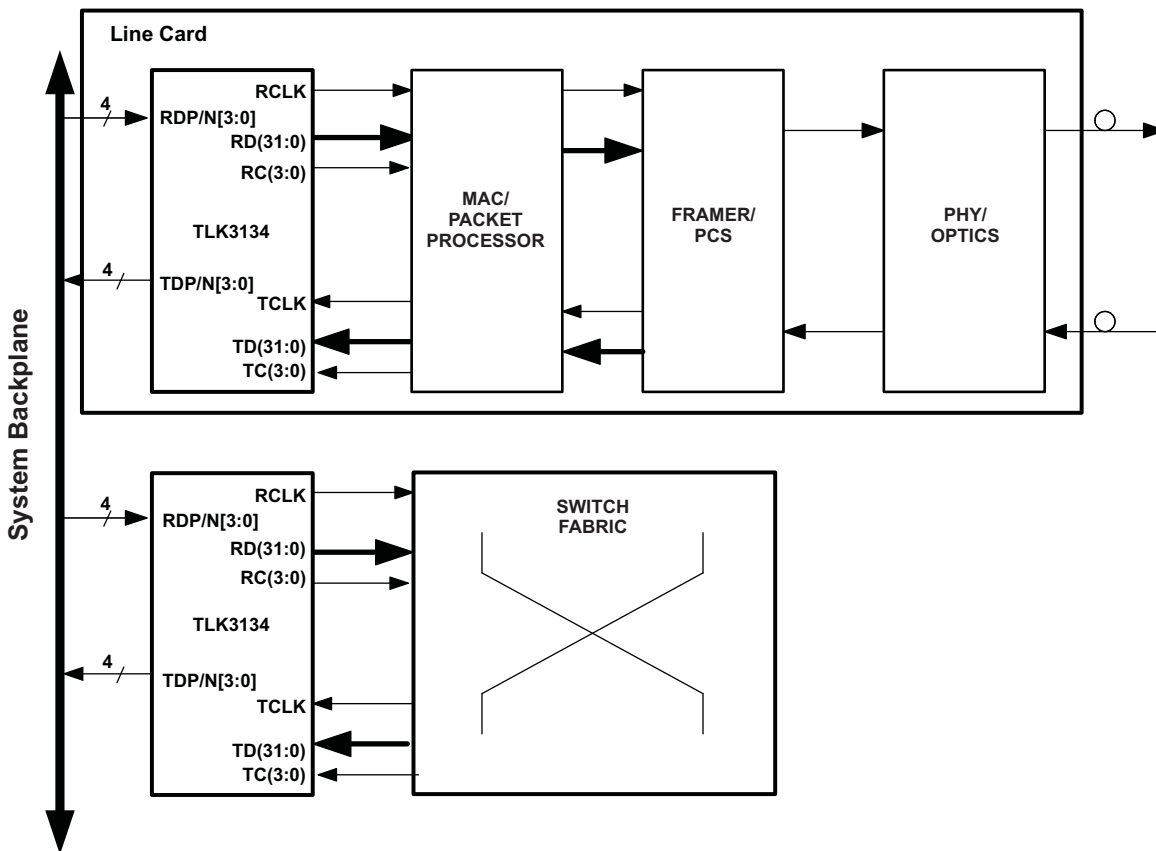 Line Card
System Backplane
4
RDP/N[3:0]
RCLK
RD(31:0)
RC(3:0)
TLK3134
4
TDP/N[3:0]
TCLK
TD(31:0)
TC(3:0)
MAC/
PACKET
PROCESSOR
FRAMER/
PCS
PHY/
OPTICS
4
RDP/N[3:0]
RCLK
RD(31:0)
RC(3:0)
TLK3134
4
TDP/N[3:0]
TCLK
TD(31:0)
TC(3:0)
SWITCH
FABRIC